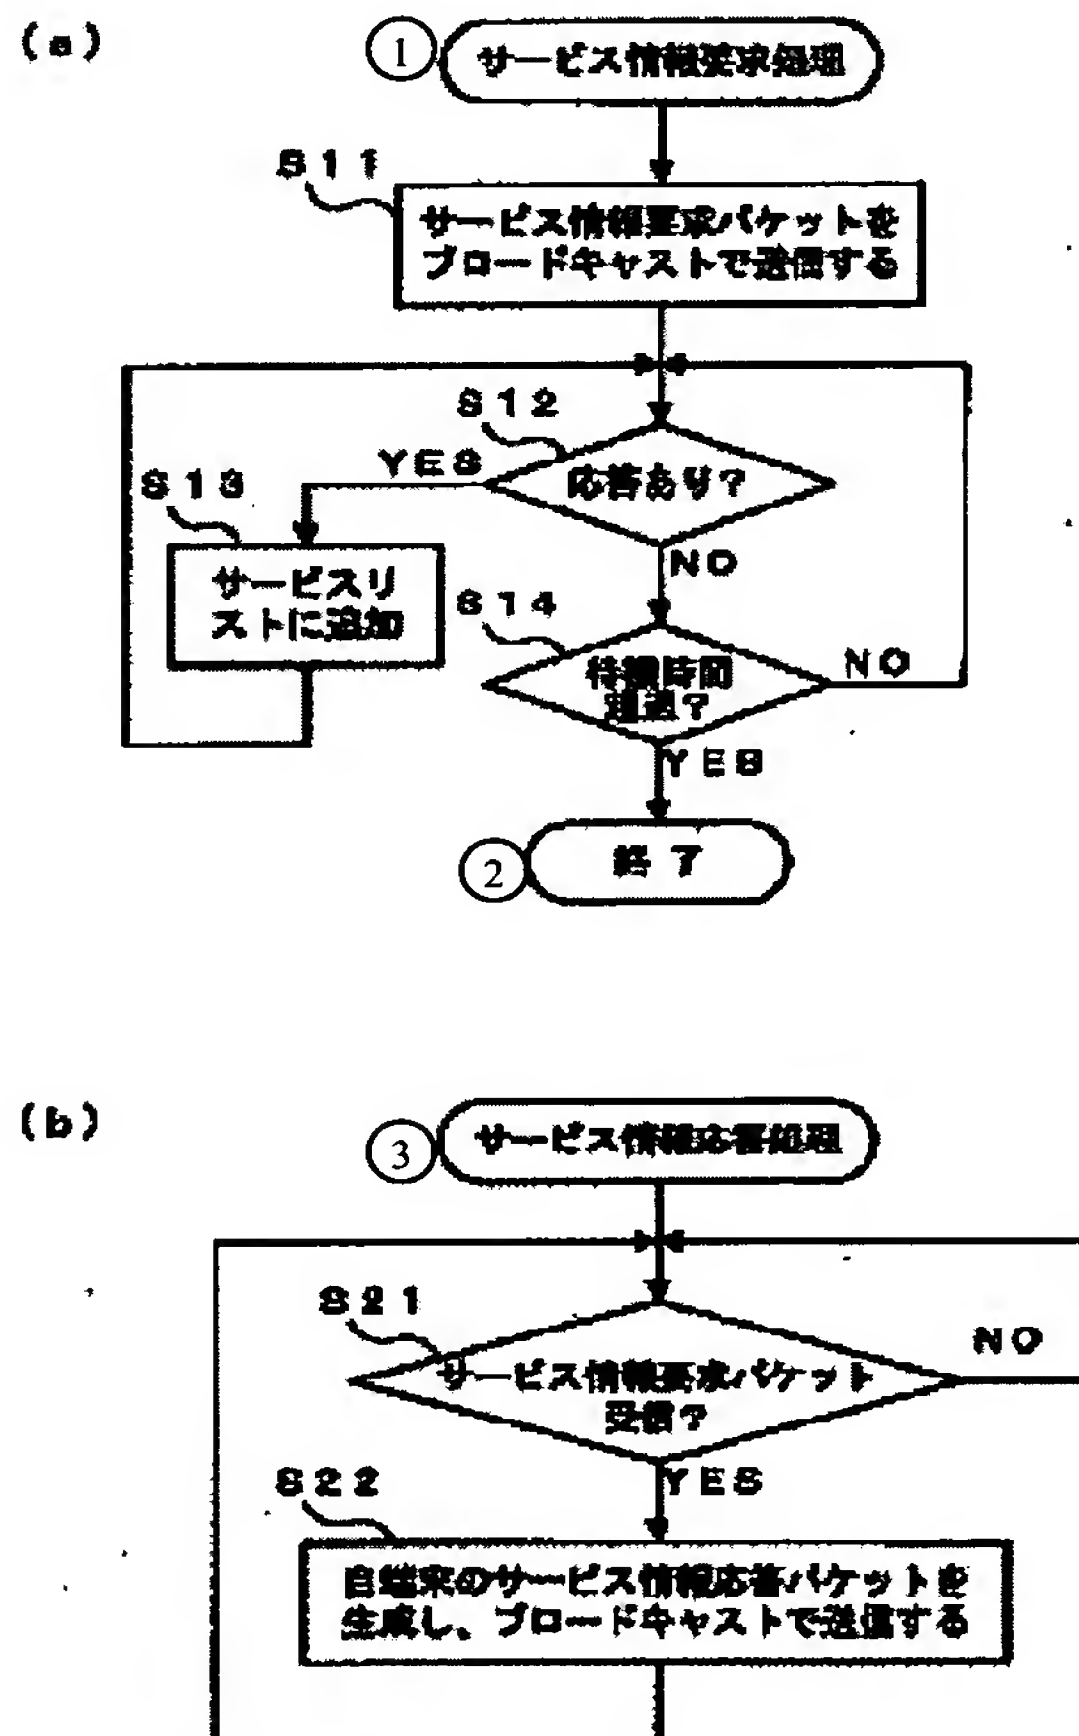 (a)
① サービス情報要求処理
S11
サービス情報要求パケットを
ブロードキャストで送信する
S12
YES
応答あり?
S13
NO
サービスリ
ストに追加
S14
待機時間
超過?
NO
YES
② 終了
(b)
③ サービス情報応答処理
S21
NO
サービス情報要求パケット
受信?
YES
S22
自端末のサービス情報応答パケットを
生成し、ブロードキャストで送信する